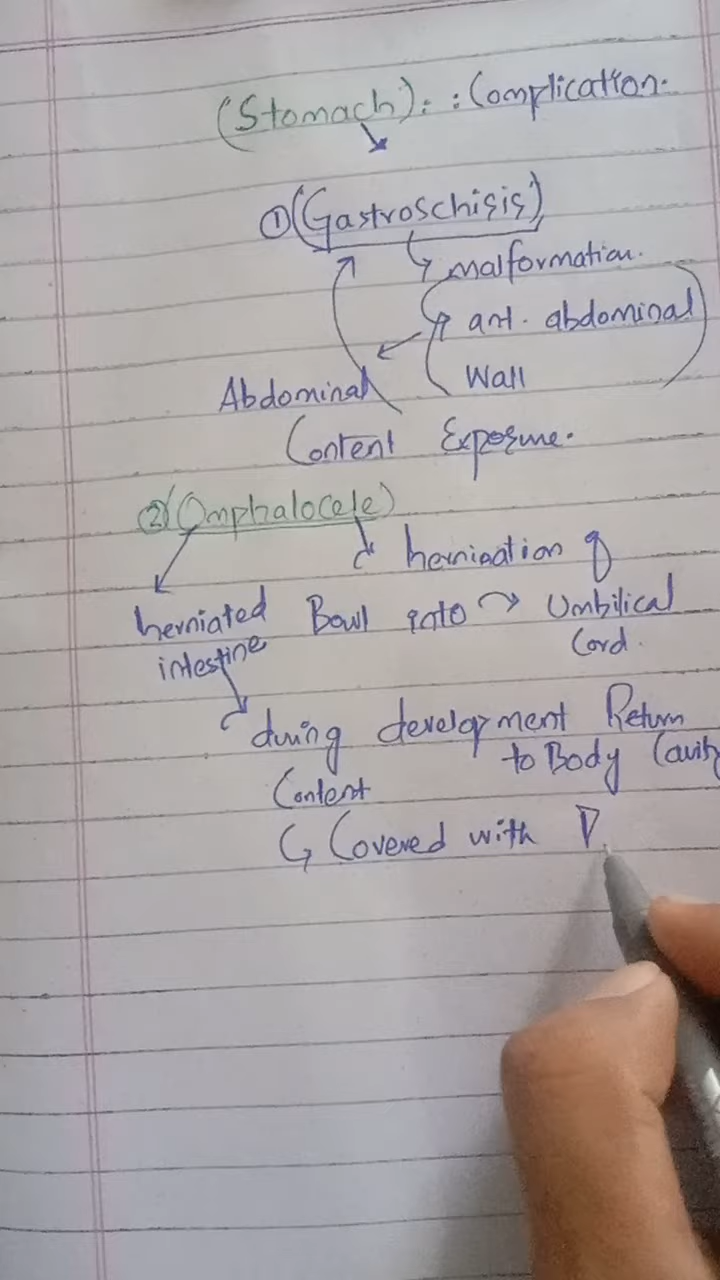 (Stomach): : Complication.
① (Gastroschisis)
malformation.
ant. abdominal
Wall
Abdominal
Content Exposure.
② (Omphalocele)
herniation of
herniated Bowl into Umbilical
intestine Cord.
during development Return
to Body Cavity
Content
Covered with